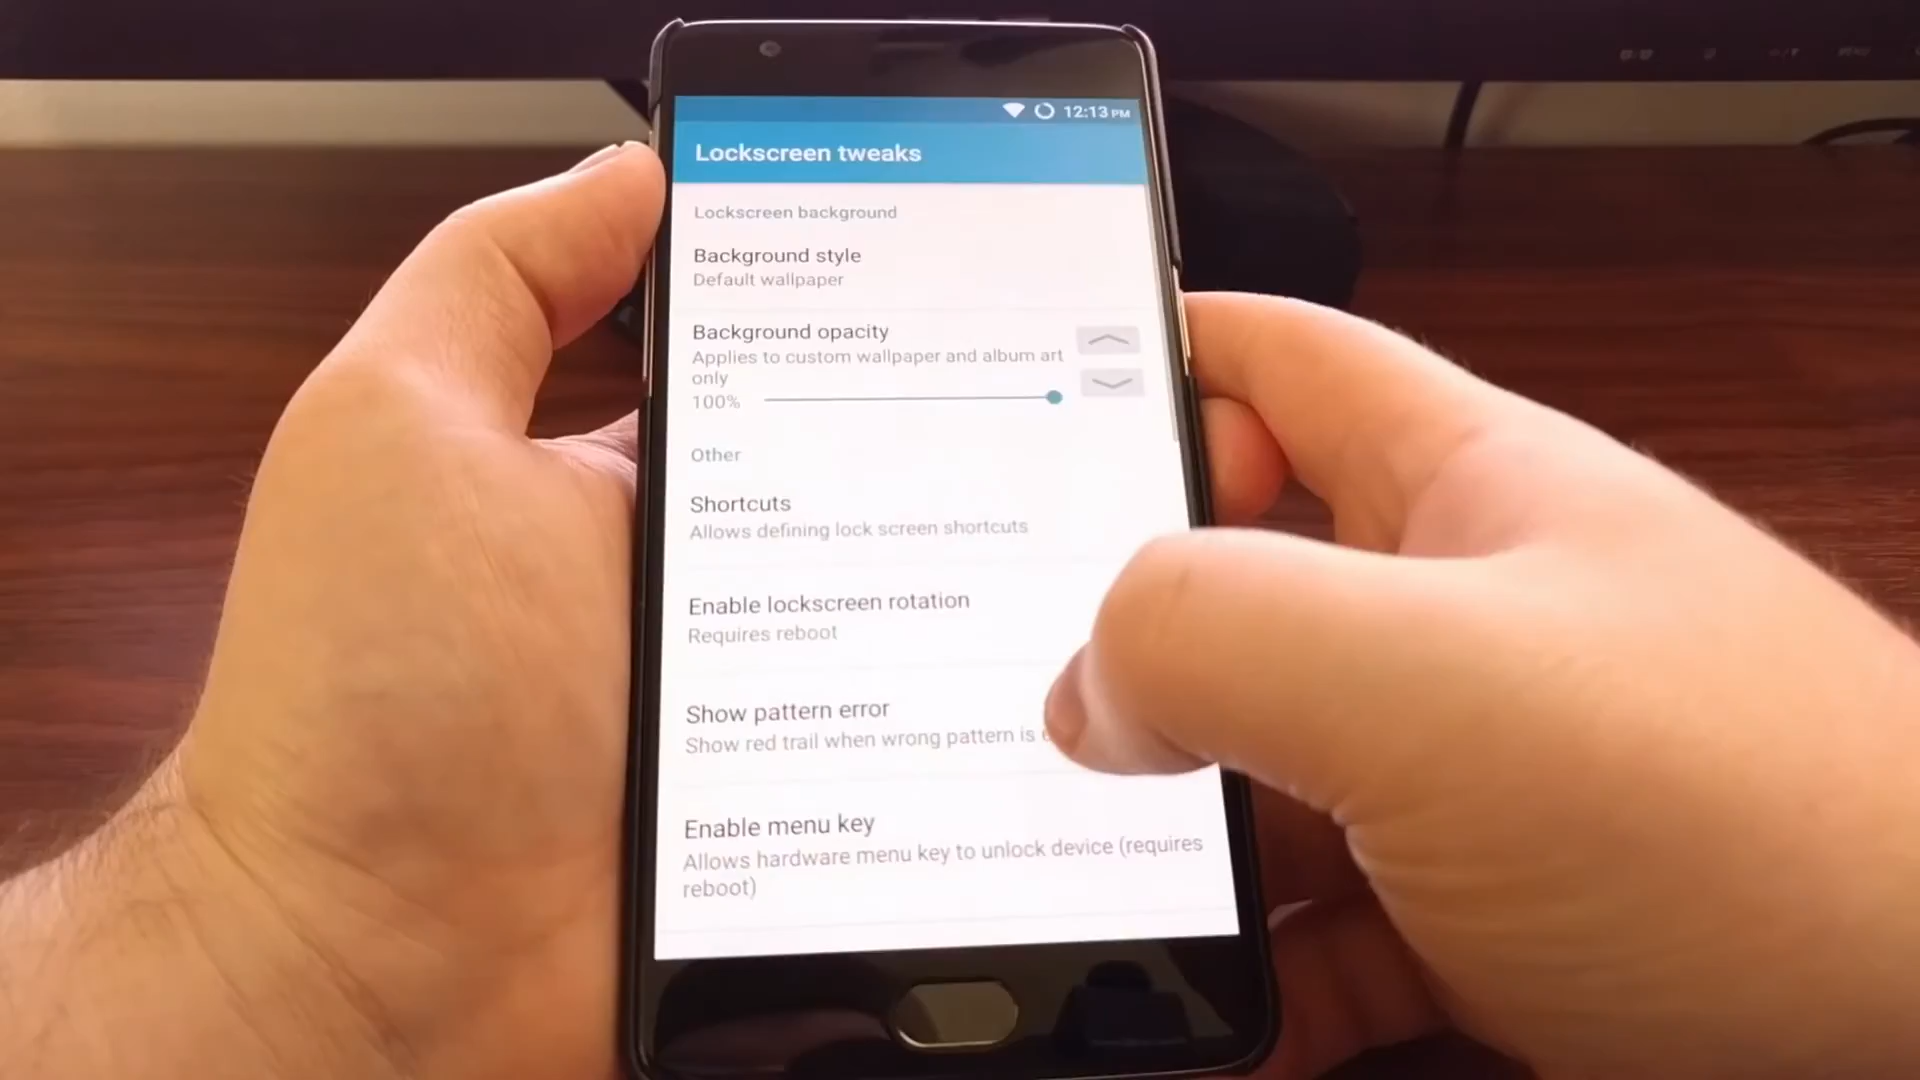 12:13 PM
Lockscreen tweaks
Lockscreen background
Background style
Default wallpaper
Background opacity
Applies to custom wallpaper and album art
only
100%
Other
Shortcuts
Allows defining lock screen shortcuts
Enable lockscreen rotation
Requires reboot
Show pattern error
Show red trail when wrong pattern is
Enable menu key
Allows hardware menu key to unlock device (requires
reboot)